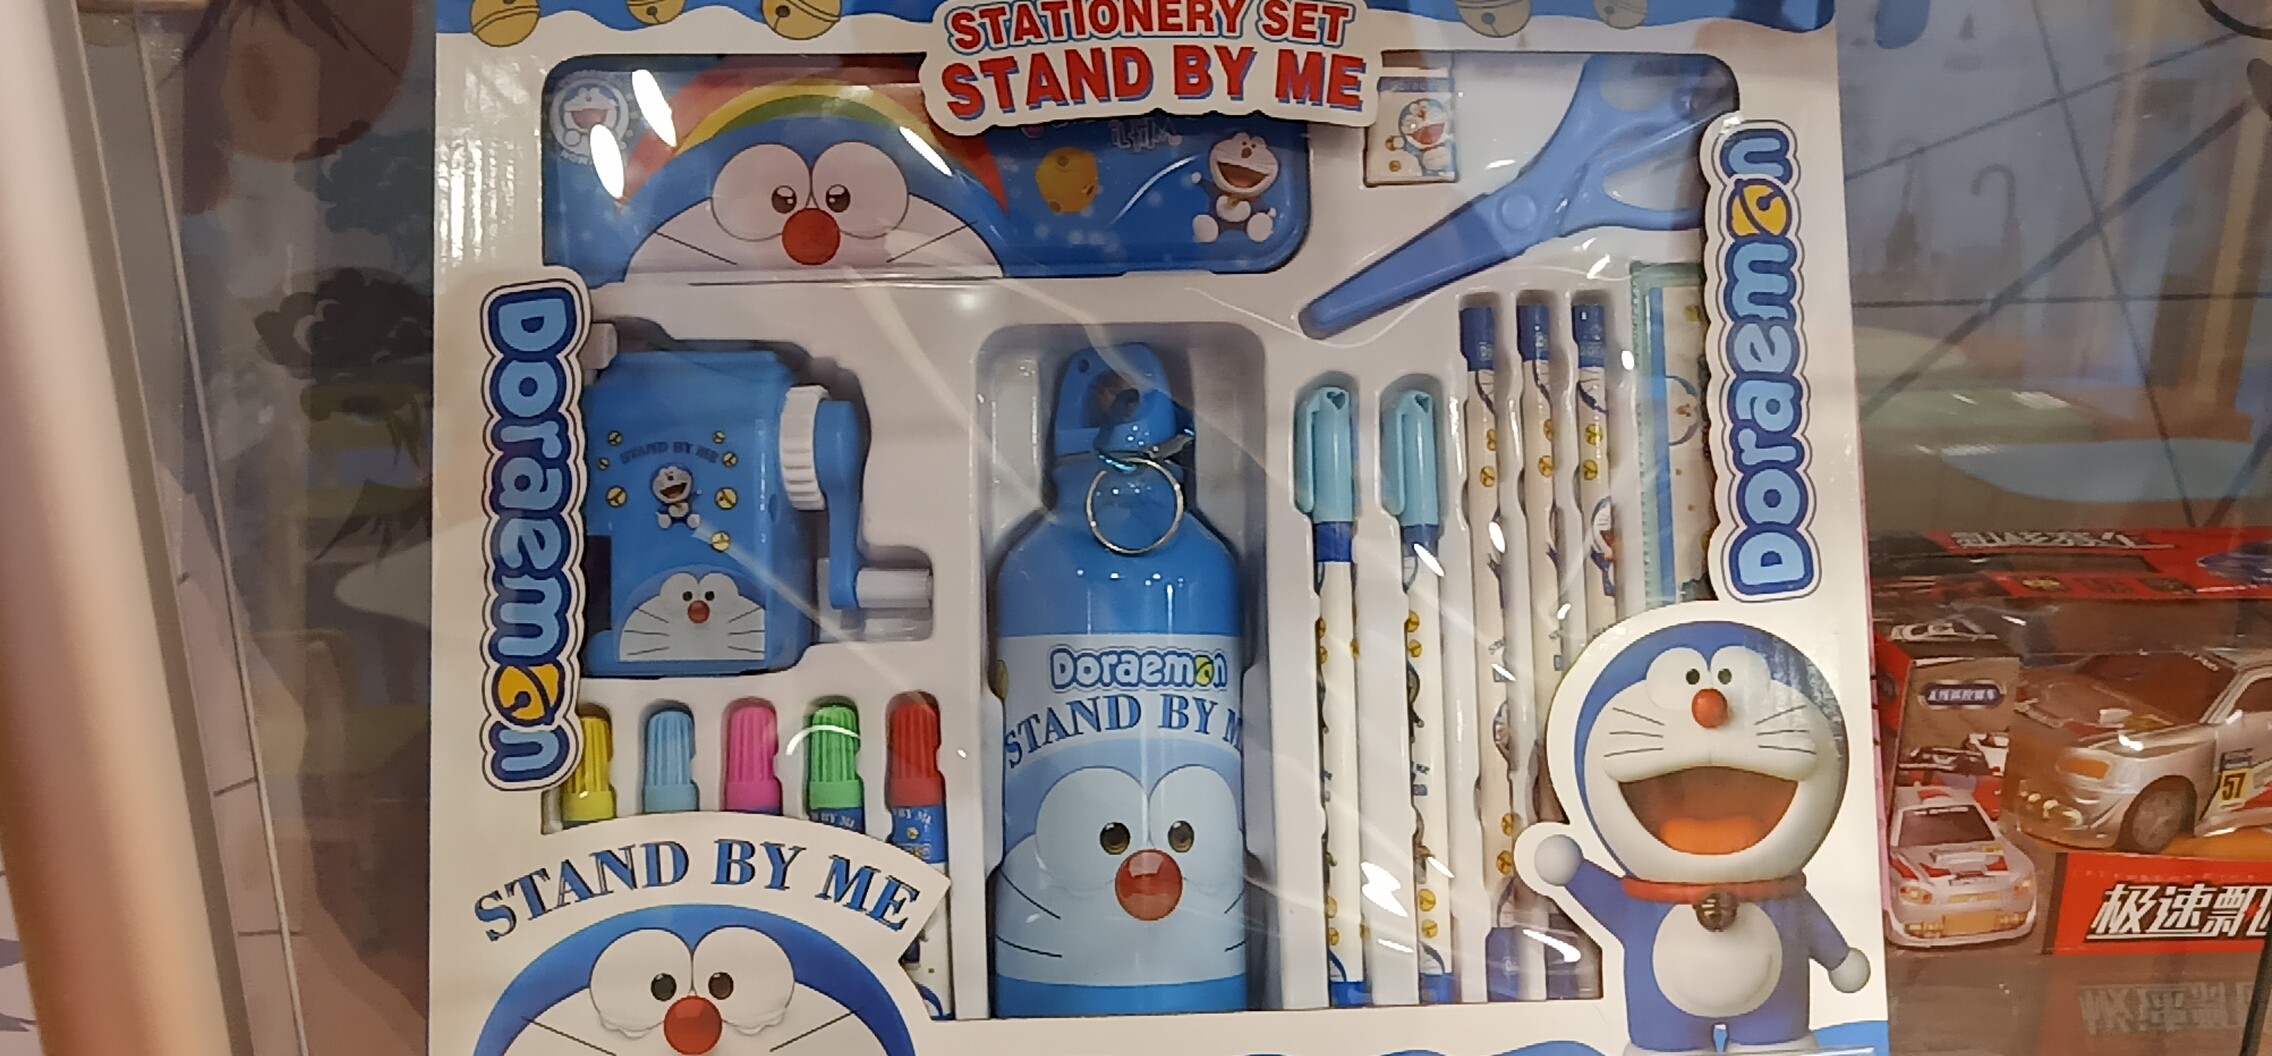 STATIONERY SET
STAND BY ME
Doraemon
Doraemon
STAND BY ME
Doraemon
STAND BY M
STAND BY ME
57
极速飘